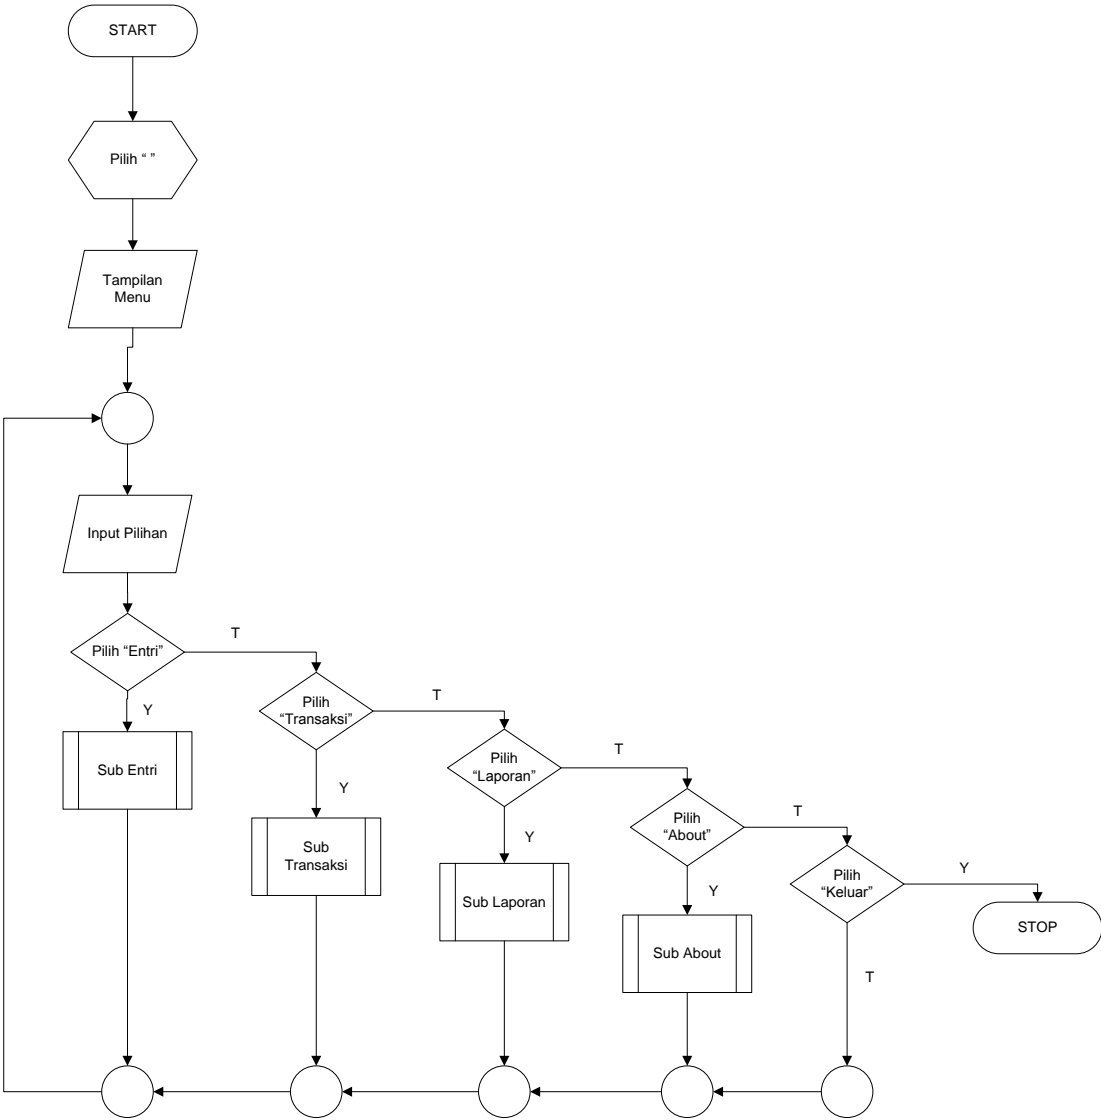 START
Pilih “ ”
Tampilan
Menu
Input Pilihan
Pilih “Entri”
T
Y
Sub Entri
Pilih
“Transaksi”
T
Y
Sub
Transaksi
Pilih
“Laporan”
T
Y
Sub Laporan
Pilih
“About”
T
Y
Sub About
Pilih
“Keluar”
Y
T
STOP